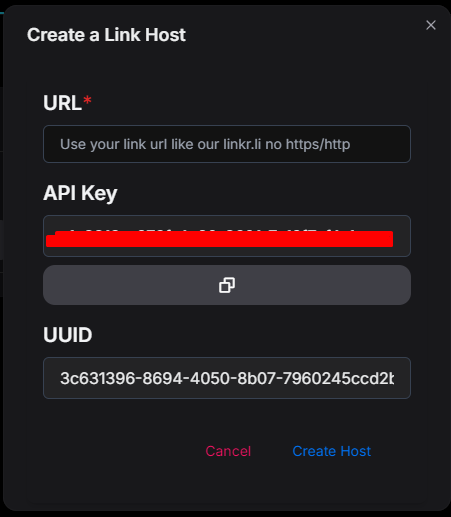 Create a Link Host
URL*
Use your link url like our linkr.li no https/http
API Key
UUID
3c631396-8694-4050-8b07-7960245ccd2b
Cancel
Create Host